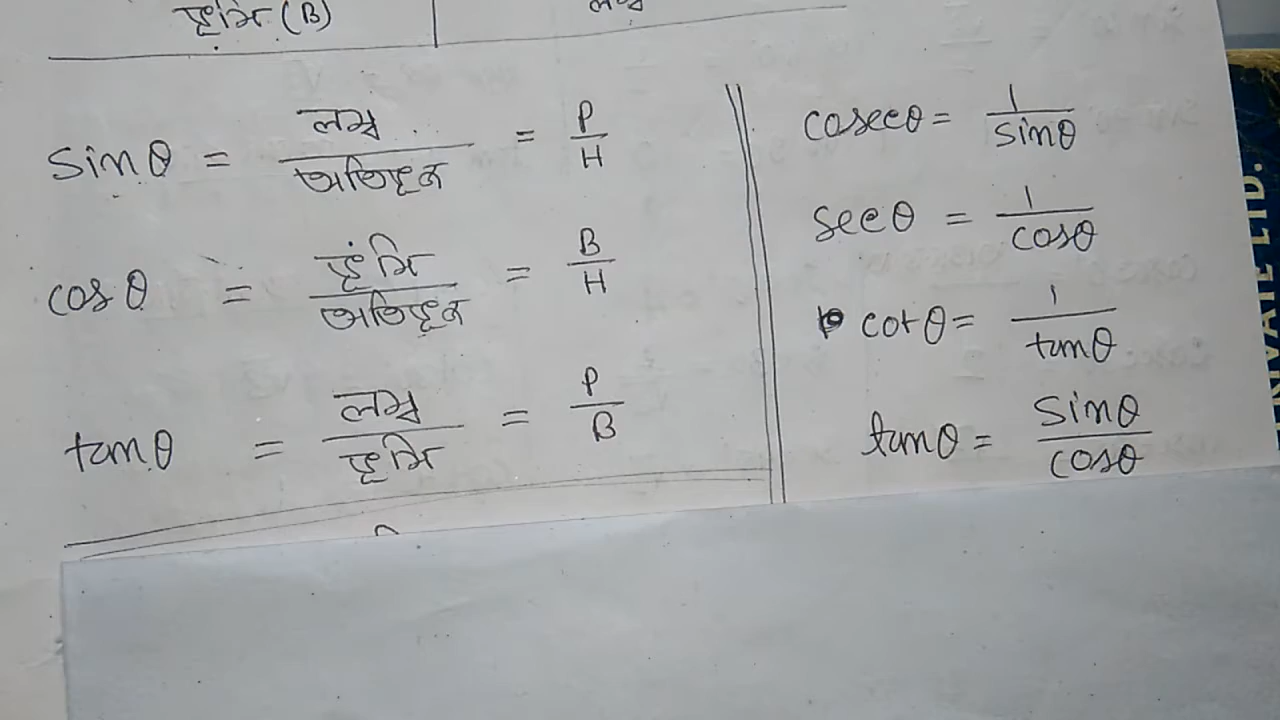 ভূমি (B)
sinθ = লম্ব / অতিভূজ = P / H
cosθ = ভূমি / অতিভূজ = B / H
tanθ = লম্ব / ভূমি = P / B
cosecθ = 1 / sinθ
secθ = 1 / cosθ
cotθ = 1 / tanθ
tanθ = sinθ / cosθ
LTD.